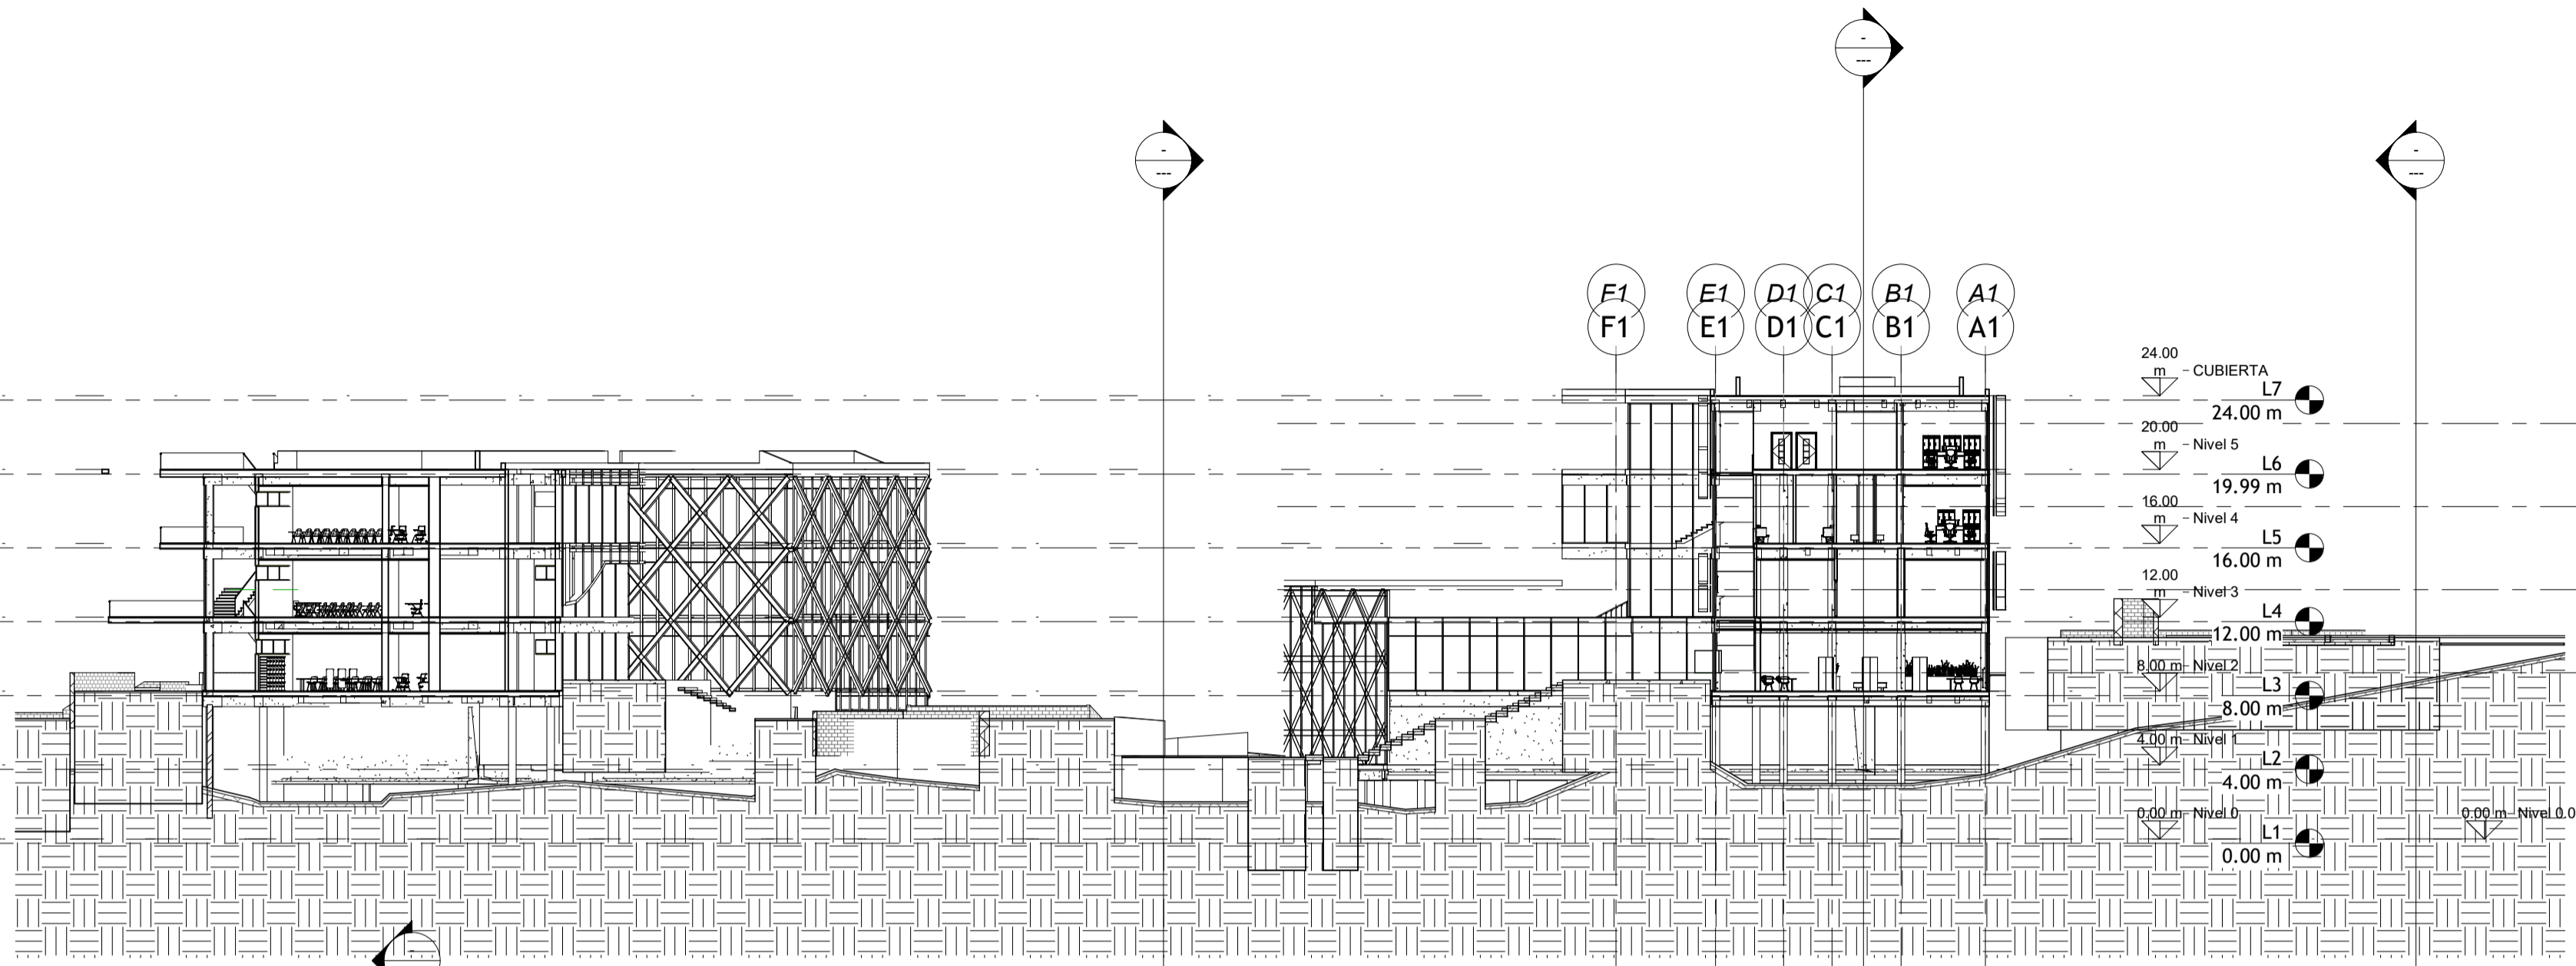 -
---
-
---
-
---
F1 E1 D1 C1 B1 A1
F1 E1 D1 C1 B1 A1
24.00
m - CUBIERTA
L7
24.00 m
20.00
m - Nivel 5
L6
19.99 m
16.00
m - Nivel 4
L5
16.00 m
12.00
m - Nivel 3
L4
12.00 m
8.00 m - Nivel 2
L3
8.00 m
4.00 m - Nivel 1
L2
4.00 m
0.00 m - Nivel 0
L1
0.00 m
0.00 m - Nivel 0.0
-